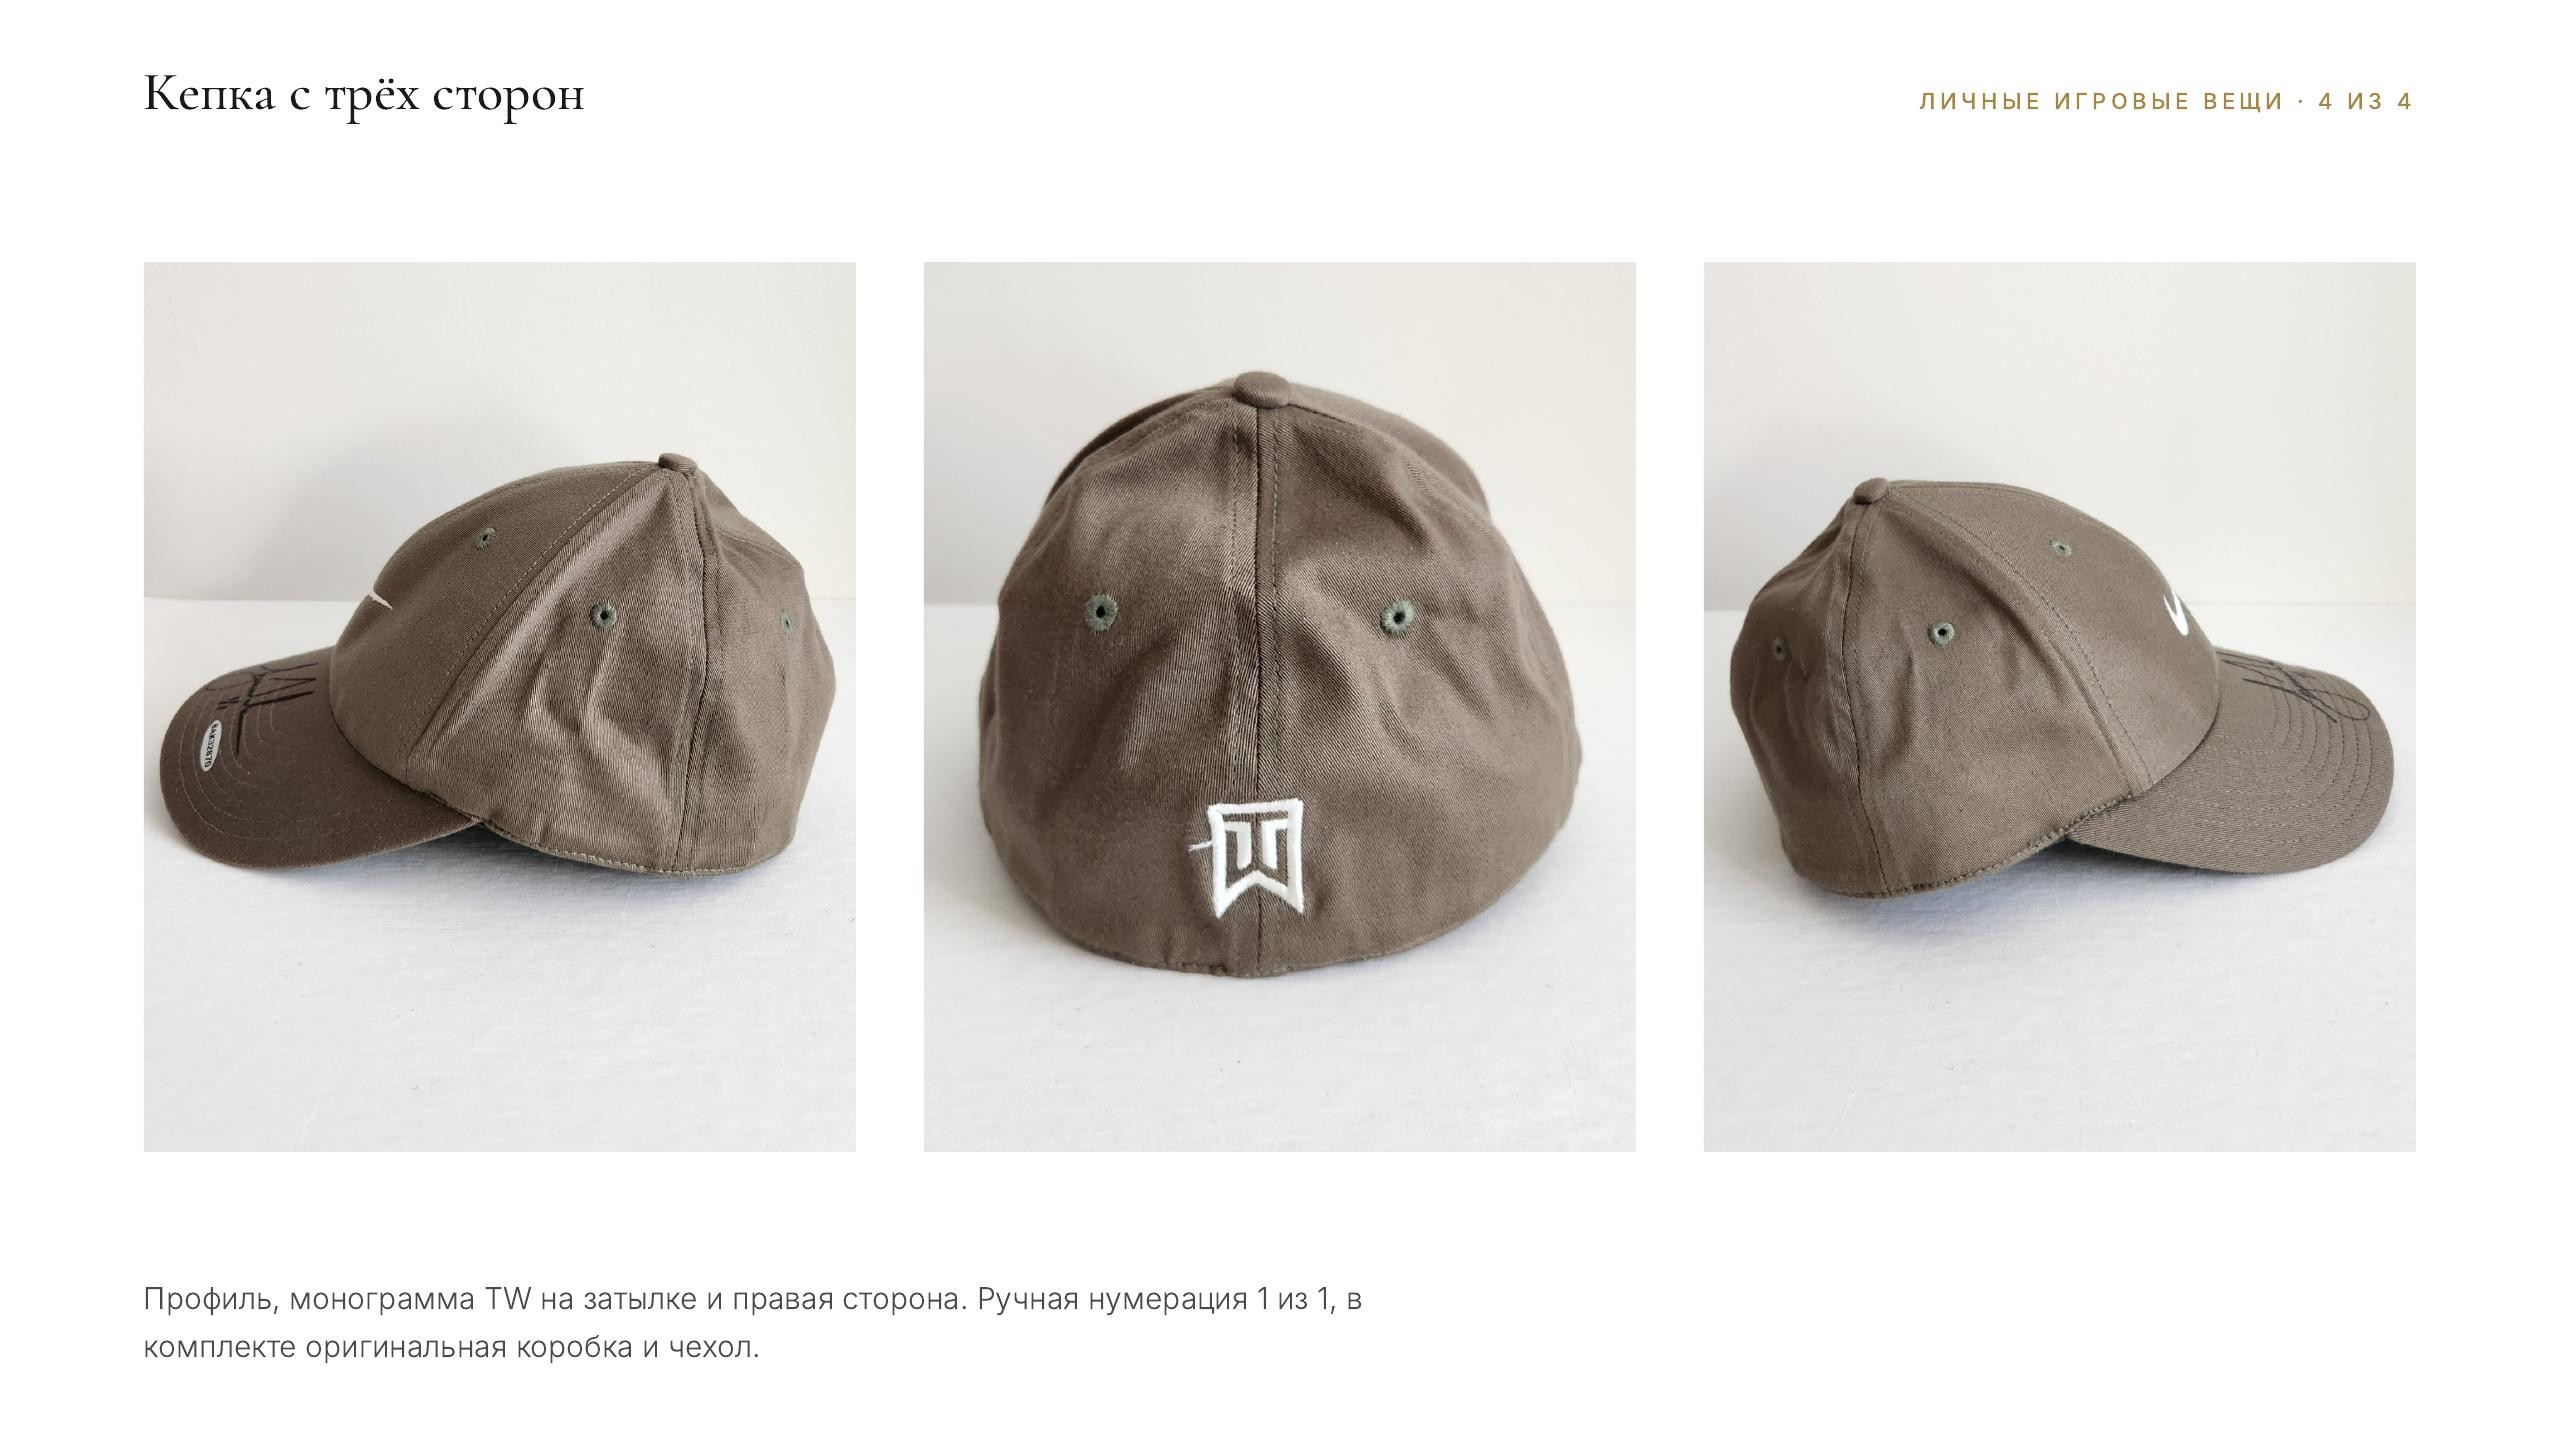 Кепка с трёх сторон
ЛИЧНЫЕ ИГРОВЫЕ ВЕЩИ · 4 ИЗ 4
Профиль, монограмма TW на затылке и правая сторона. Ручная нумерация 1 из 1, в
комплекте оригинальная коробка и чехол.